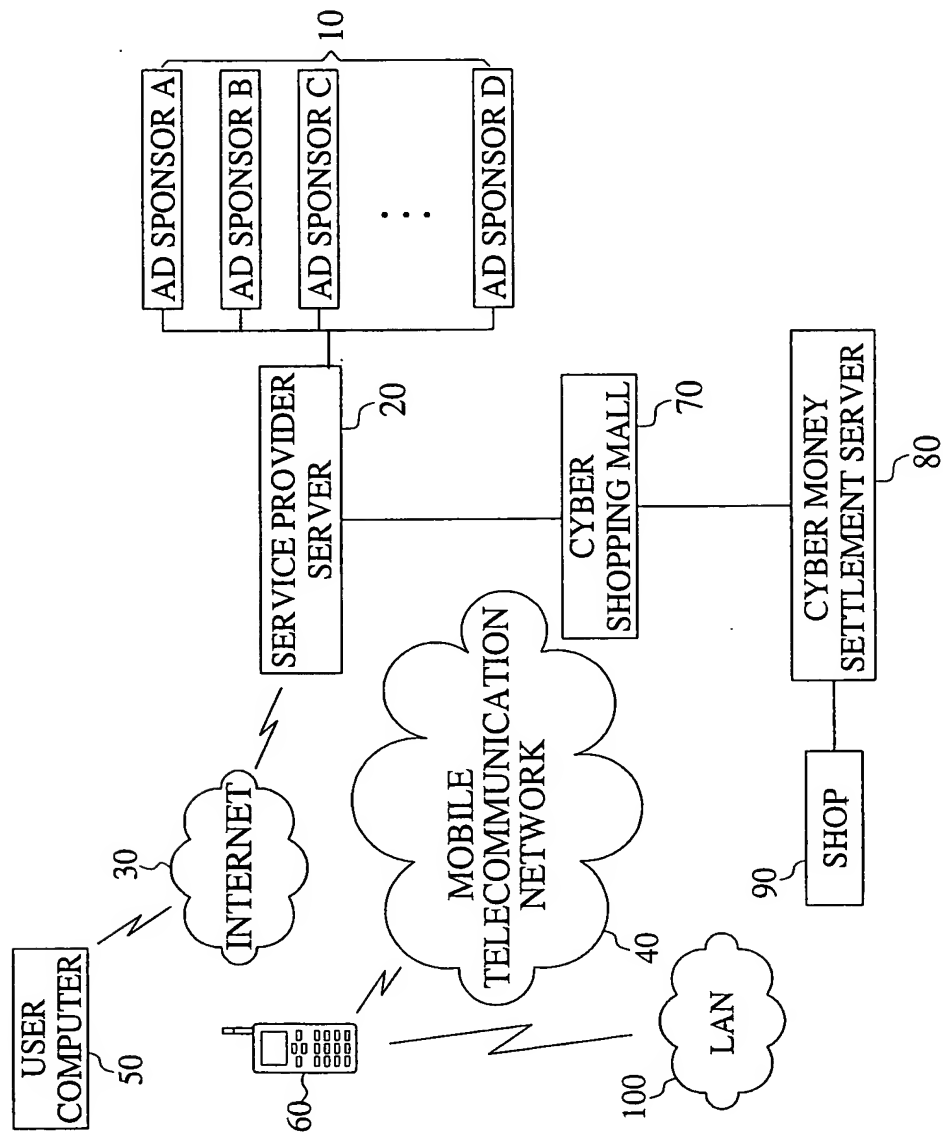 USER
COMPUTER
50
30
INTERNET
SERVICE PROVIDER
SERVER
20
AD SPONSOR A
AD SPONSOR B
AD SPONSOR C
. . .
AD SPONSOR D
10
60
MOBILE
TELECOMMUNICATION
NETWORK
40
CYBER
SHOPPING MALL
70
100
LAN
90
SHOP
CYBER MONEY
SETTLEMENT SERVER
80